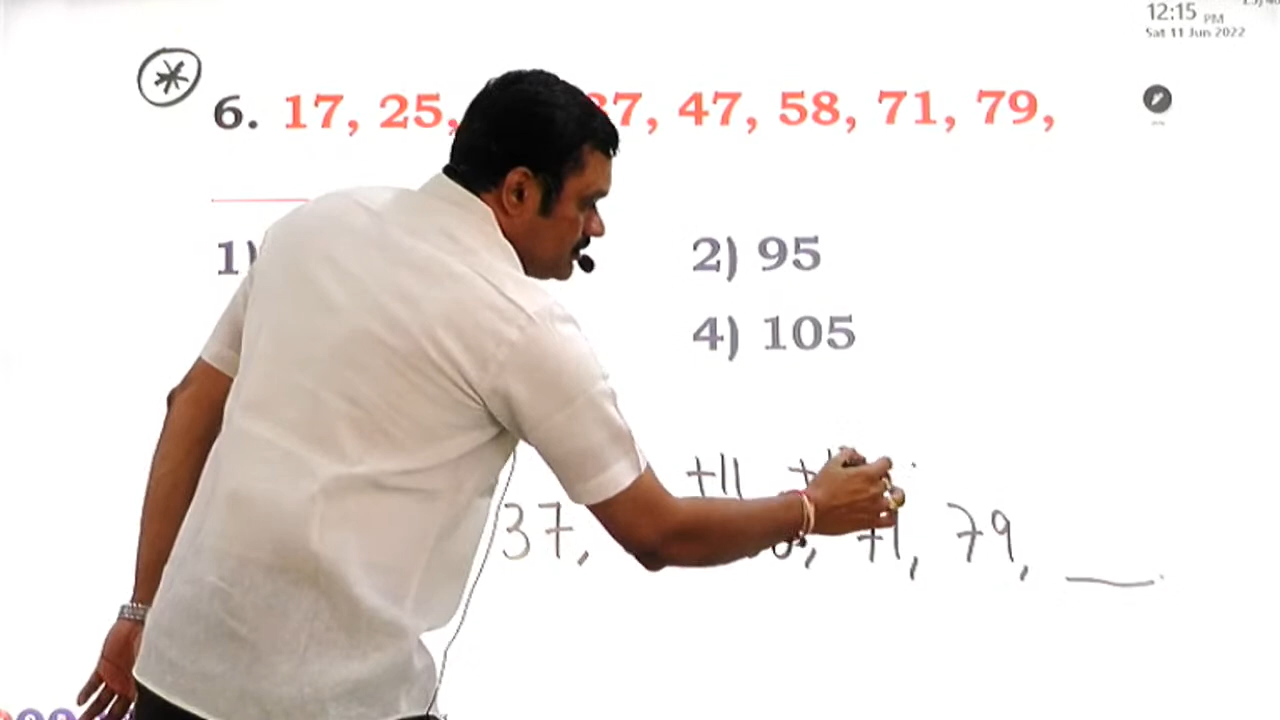 12:15 PM
Sat 11 Jun 2022
6. 17, 25, 37, 47, 58, 71, 79,
1) 2) 95
4) 105
+11
37, 71, 79,